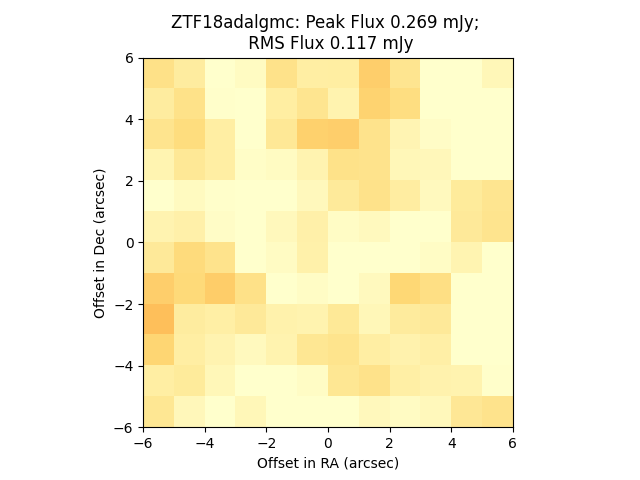 ZTF18adalgmc: Peak Flux 0.269 mJy;
RMS Flux 0.117 mJy
6
4
2
0
−2
−4
−6
Offset in Dec (arcsec)
−6 −4 −2 0 2 4 6
Offset in RA (arcsec)